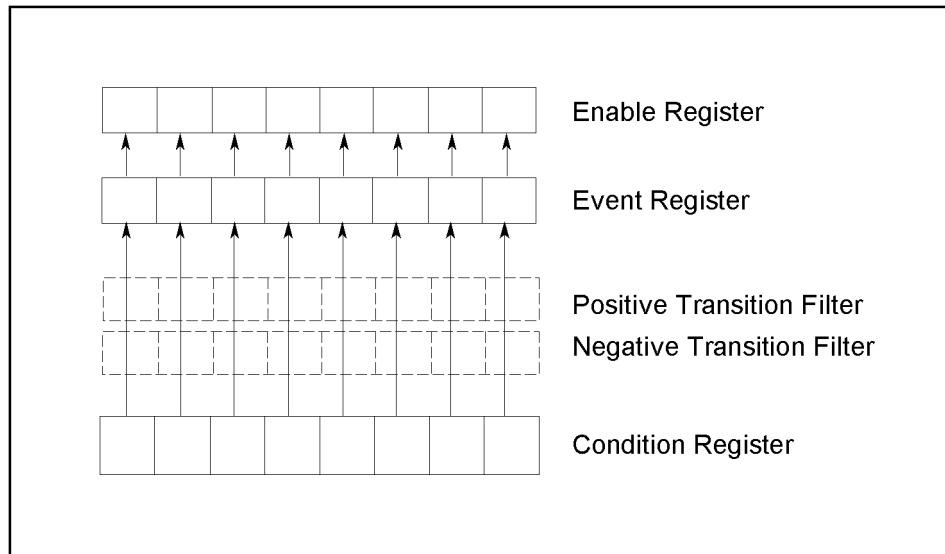 Enable Register
Event Register
Positive Transition Filter
Negative Transition Filter
Condition Register